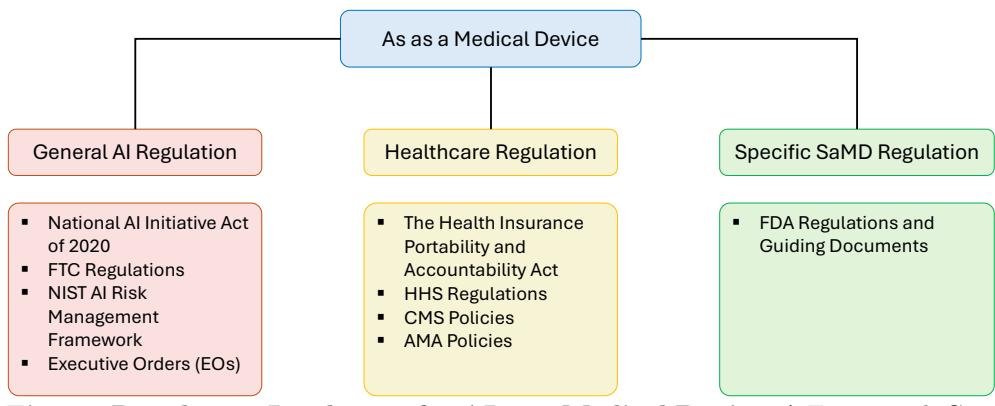 As as a Medical Device
General AI Regulation
Healthcare Regulation
Specific SaMD Regulation
▪ National AI Initiative Act
of 2020
▪ FTC Regulations
▪ NIST AI Risk
Management
Framework
▪ Executive Orders (EOs)
▪ The Health Insurance
Portability and
Accountability Act
▪ HHS Regulations
▪ CMS Policies
▪ AMA Policies
▪ FDA Regulations and
Guiding Documents